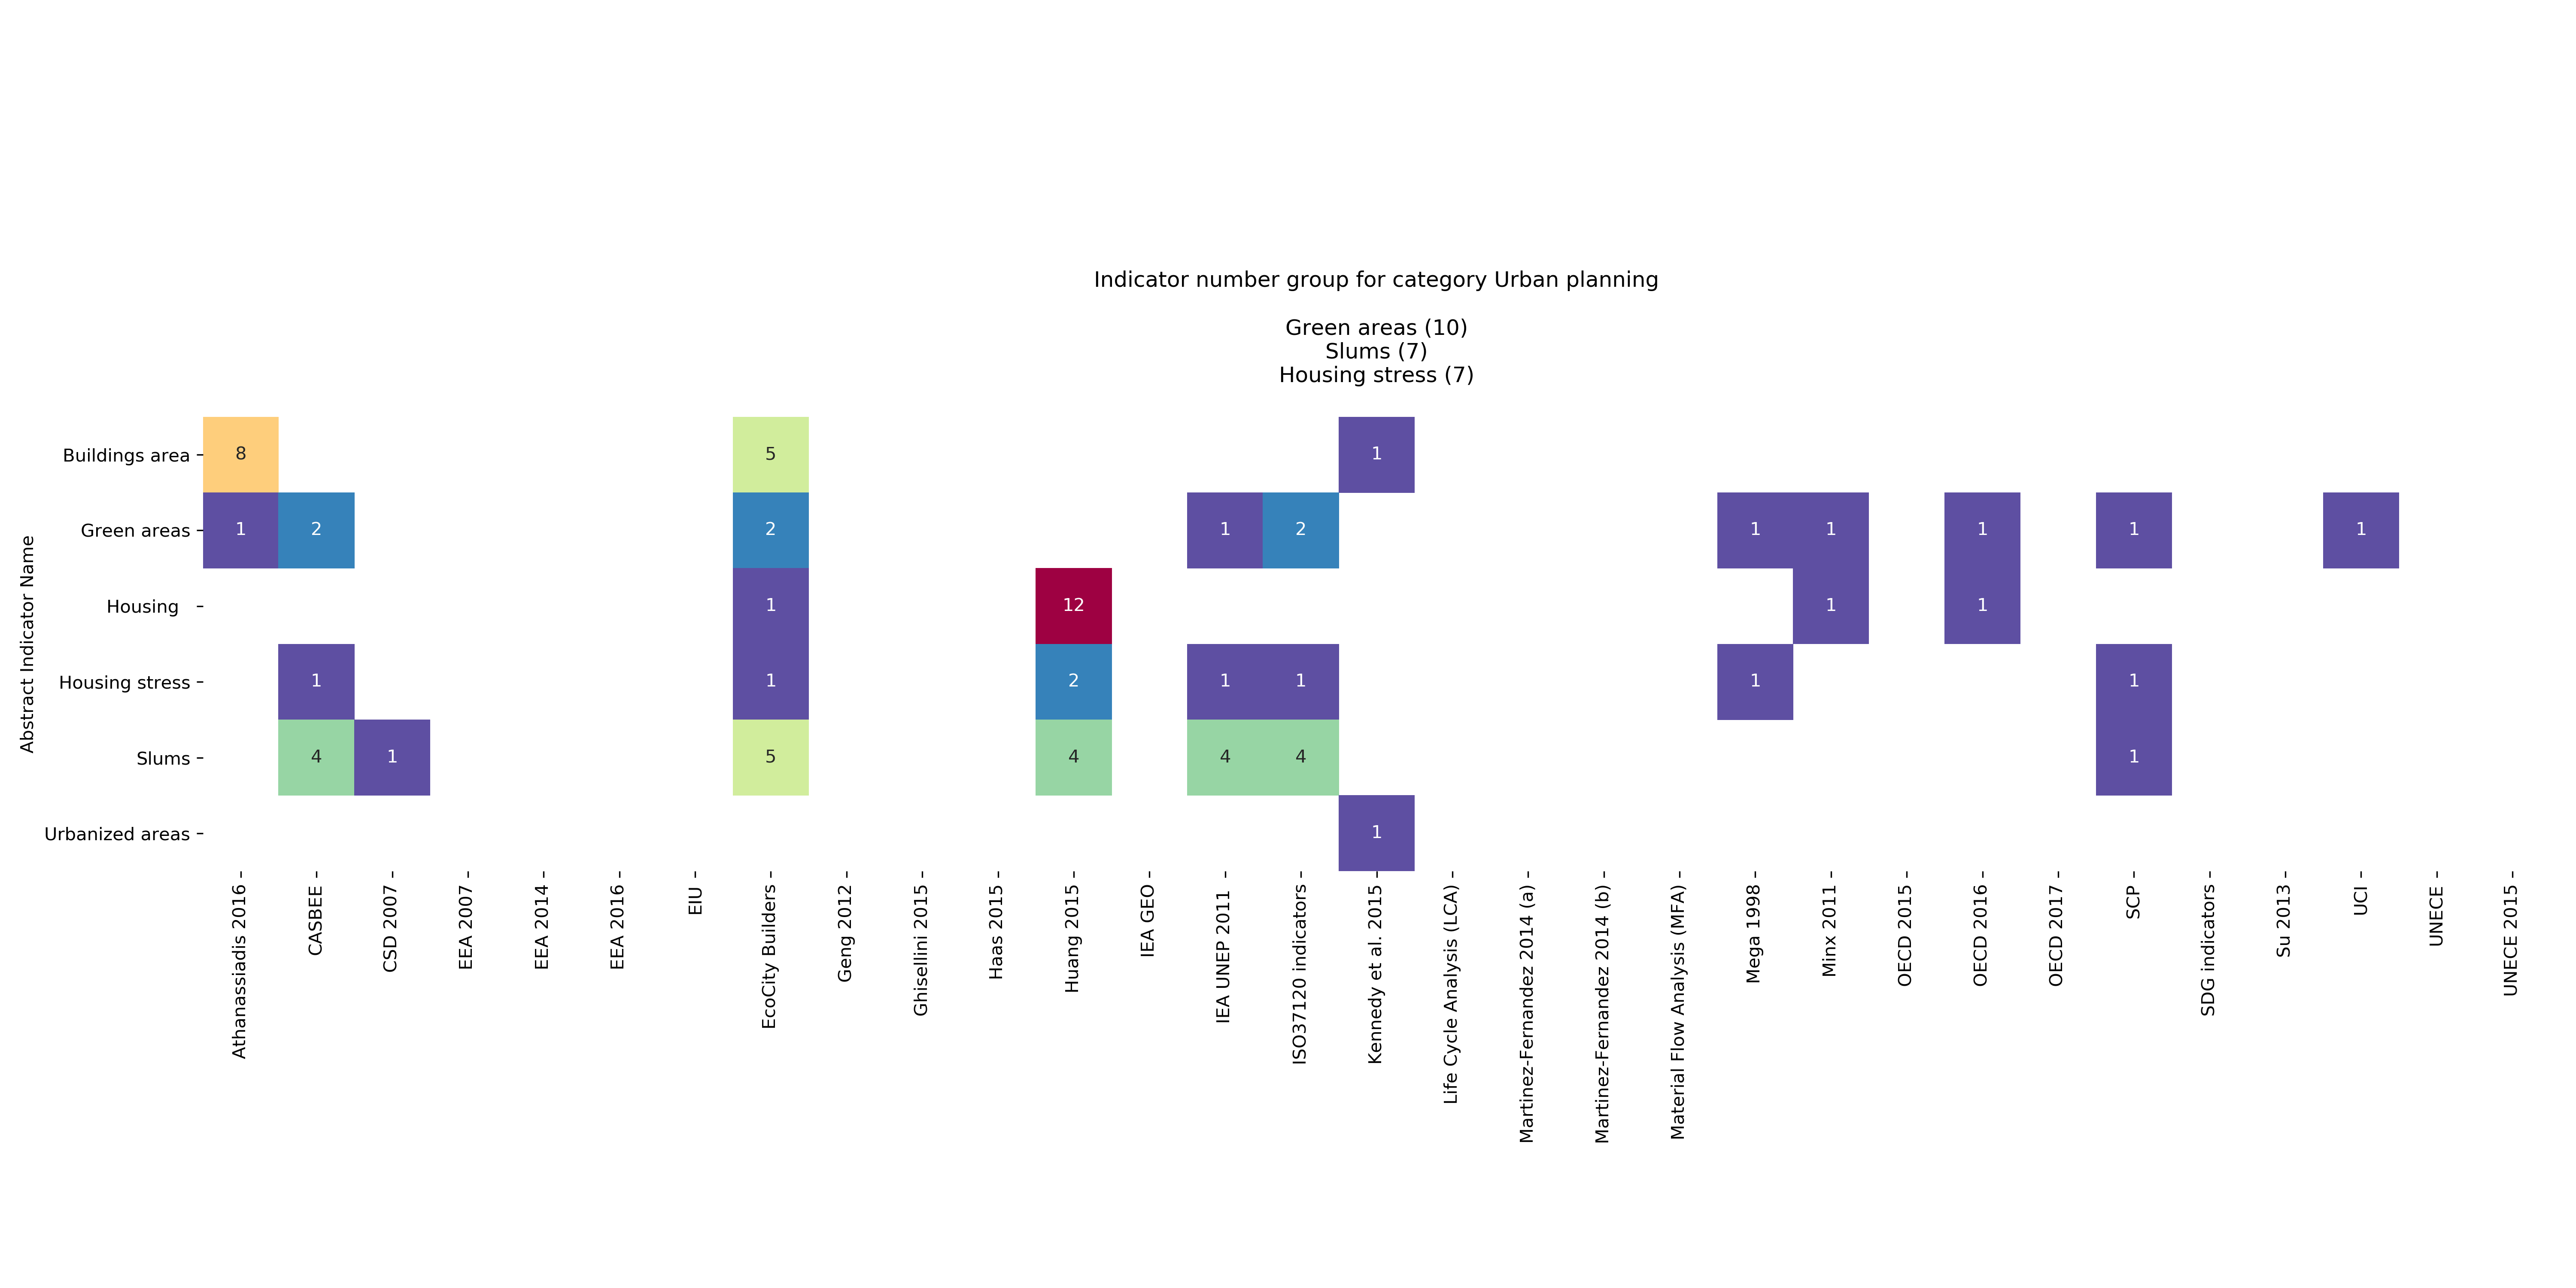 Indicator number group for category Urban planning
Green areas (10)
Slums (7)
Housing stress (7)
Abstract Indicator Name
Buildings area 8 5 1
Green areas 1 2 2 1 2 1 1 1 1 1
Housing 1 12 1 1
Housing stress 1 1 2 1 1 1 1
Slums 4 1 5 4 4 4 1
Urbanized areas 1
Athanassiadis 2016
CASBEE
CSD 2007
EEA 2007
EEA 2014
EEA 2016
EIU
EcoCity Builders
Geng 2012
Ghisellini 2015
Haas 2015
Huang 2015
IEA GEO
IEA UNEP 2011
ISO37120 indicators
Kennedy et al. 2015
Life Cycle Analysis (LCA)
Martinez-Fernandez 2014 (a)
Martinez-Fernandez 2014 (b)
Material Flow Analysis (MFA)
Mega 1998
Minx 2011
OECD 2015
OECD 2016
OECD 2017
SCP
SDG indicators
Su 2013
UCI
UNECE
UNECE 2015